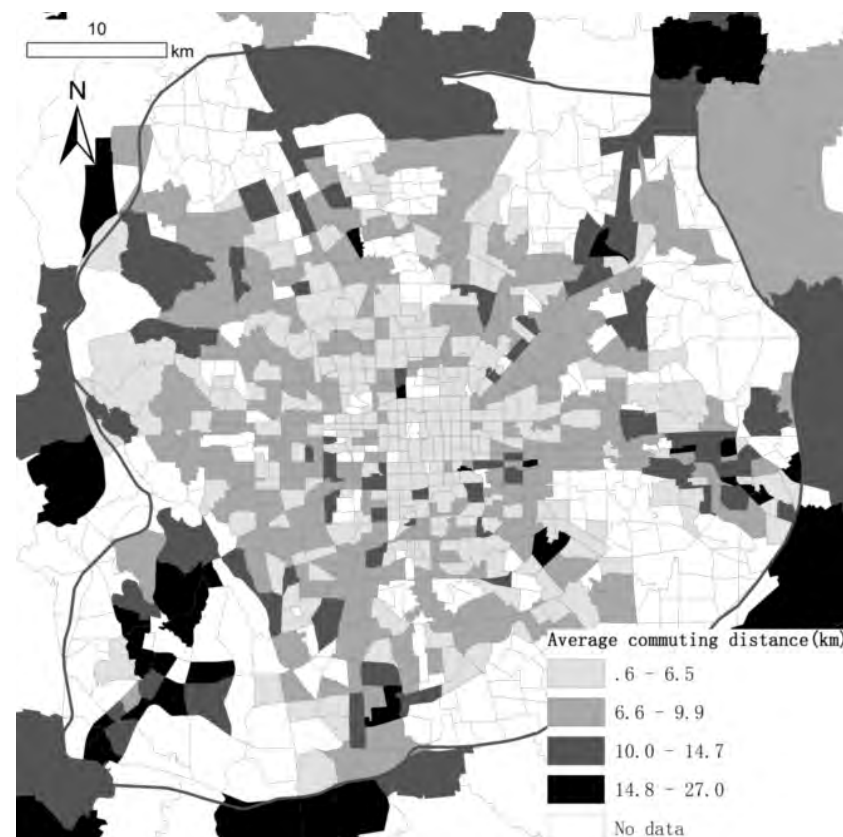 10
km
N
Average commuting distance(km)
.6 - 6.5
6.6 - 9.9
10.0 - 14.7
14.8 - 27.0
No data